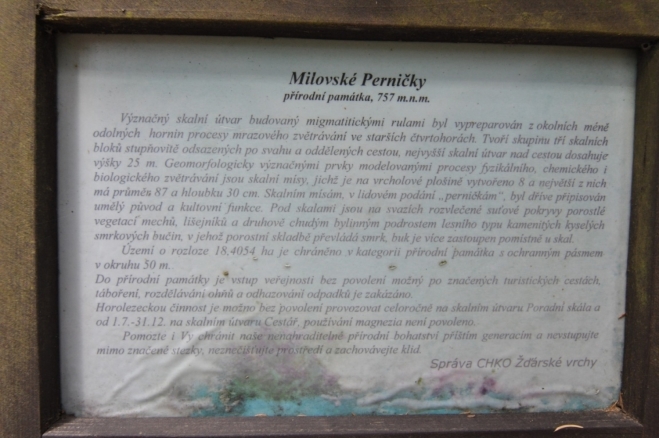 Milovské Perničky
přírodní památka, 757 m.n.m.
Význačný skalní útvar budovaný migmatitickými rulami byl vypreparován z okolních méně
odolných hornin procesy mrazového zvětrávání ve starších čtvrtohorách. Tvoří skupinu tří skalních
bloků stupňovitě odsazených po svahu a oddělených cestou, nejvyšší skalní útvar nad cestou dosahuje
výšky 25 m. Geomorfologicky význačnými prvky modelovanými procesy fyzikálního, chemického i
biologického zvětrávání jsou skalní mísy, jichž je na vrcholové plošině vytvořeno 8 a největší z nich
má průměs 87 a hloubku 30 cm. Skalním mísám, v lidovém podání „perničkám", byl dříve připisován
umělý původ a kultovní funkce. Pod skalami jsou na svazích rozvlečené suťové pokryvy porostlé
vegetací mechů, lišejníků a druhově chudým bylinným podrostem lesního typu kamenitých kyselých
smrkových bučin, v jehož porostní skladbě převládá smrk, buk je více zastoupen pomístně u skal.
Území o rozloze 18,4054 ha je chráněno v kategorii přírodní památka s ochranným pásmem
v okruhu 50 m.
Do přírodní památky je vstup veřejnosti bez povolení možný po značených turistických cestách,
táboření, rozdělávání ohňů a odhazování odpadků je zakázáno.
Horolezeckou činnost je možno bez povolení provozovat celoročně na skalním útvaru Poradní skála a
od 1.7.-31.12. na skalním útvaru Cestář, používání magnezia není povoleno.
Pomozte i Vy chránit naše nenahraditelné přírodní bohatství příštím generacím a nevstupujte
mimo značené stezky, neznečišťujte prostředí a zachovávejte klid.
Správa CHKO Žďárské vrchy